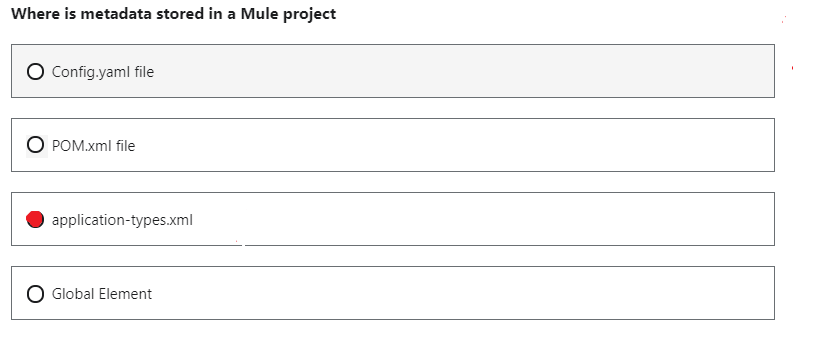 Where is metadata stored in a Mule project
Config.yaml file
POM.xml file
application-types.xml
Global Element